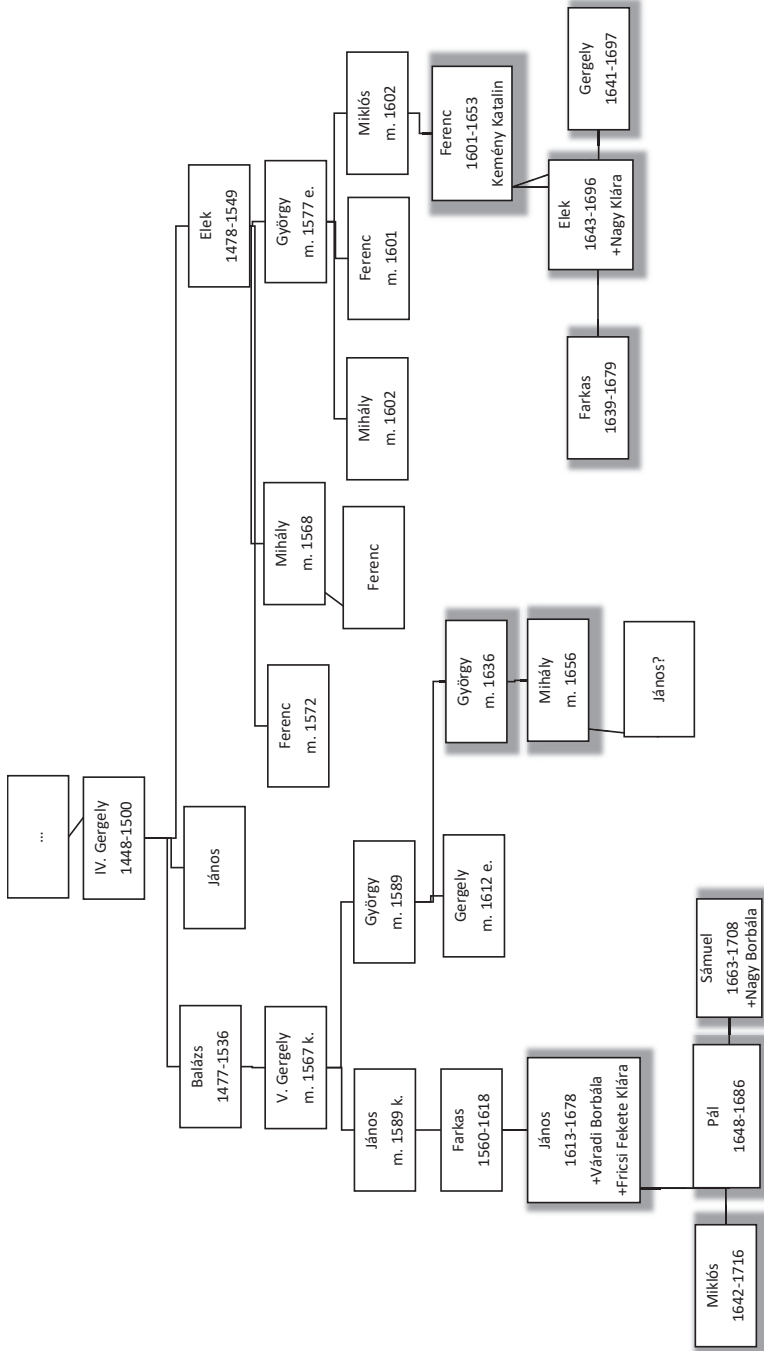 ...
IV. Gergely
1448-1500
Balázs
1477-1536
János
Elek
1478-1549
V. Gergely
m. 1567 k.
Ferenc
m. 1572
Mihály
m. 1568
György
m. 1577 e.
János
m. 1589 k.
György
m. 1589
Ferenc
Mihály
m. 1602
Ferenc
m. 1601
Miklós
m. 1602
Farkas
1560-1618
Gergely
m. 1612 e.
György
m. 1636
Ferenc
1601-1653
Kemény Katalin
János
1613-1678
+Váradi Borbála
+Fricsi Fekete Klára
Mihály
m. 1656
Farkas
1639-1679
Elek
1643-1696
+Nagy Klára
Gergely
1641-1697
János?
Miklós
1642-1716
Pál
1648-1686
Sámuel
1663-1708
+Nagy Borbála